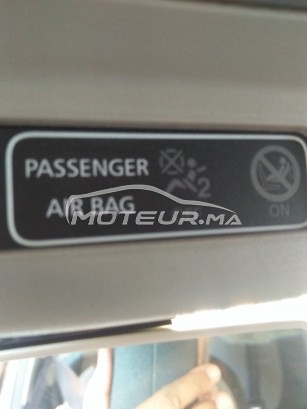 PASSENGER
AIR BAG
2
ON
MOTEUR.MA